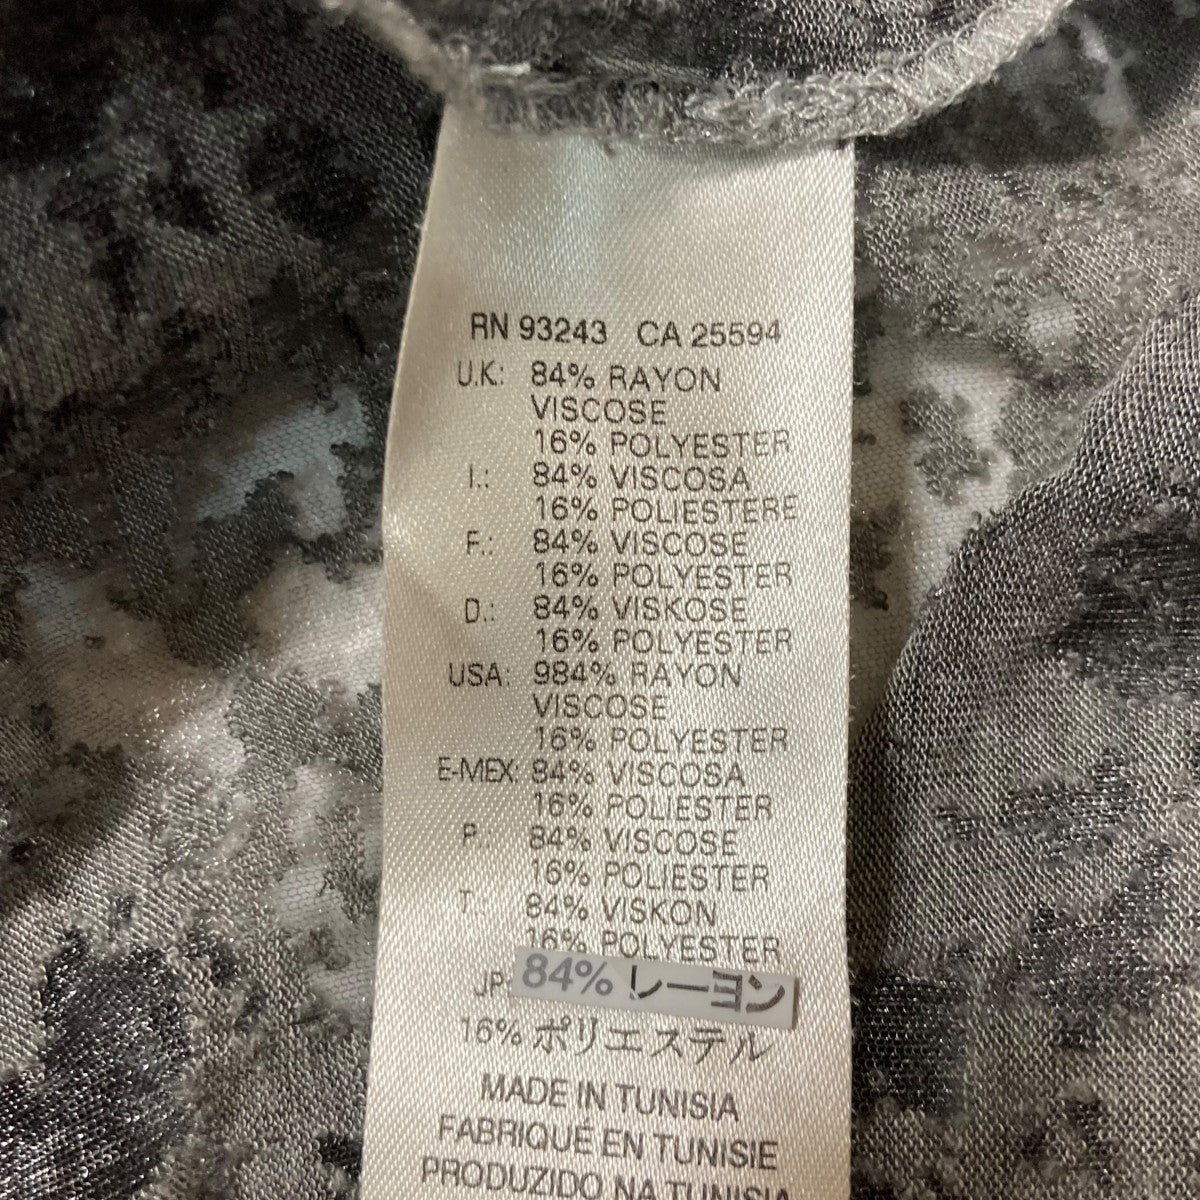 RN 93243 CA 25594
U.K.: 84% RAYON
VISCOSE
16% POLYESTER
I.: 84% VISCOSA
16% POLIESTERE
F.: 84% VISCOSE
16% POLYESTER
D.: 84% VISKOSE
16% POLYESTER
USA: 984% RAYON
VISCOSE
16% POLYESTER
E-MEX: 84% VISCOSA
16% POLIESTER
P.: 84% VISCOSE
16% POLIESTER
T.: 84% VISKON
16% POLYESTER
JP: 84% レーヨン
16% ポリエステル
MADE IN TUNISIA
FABRIQUÉ EN TUNISIE
PRODUZIDO NA TUNISIA